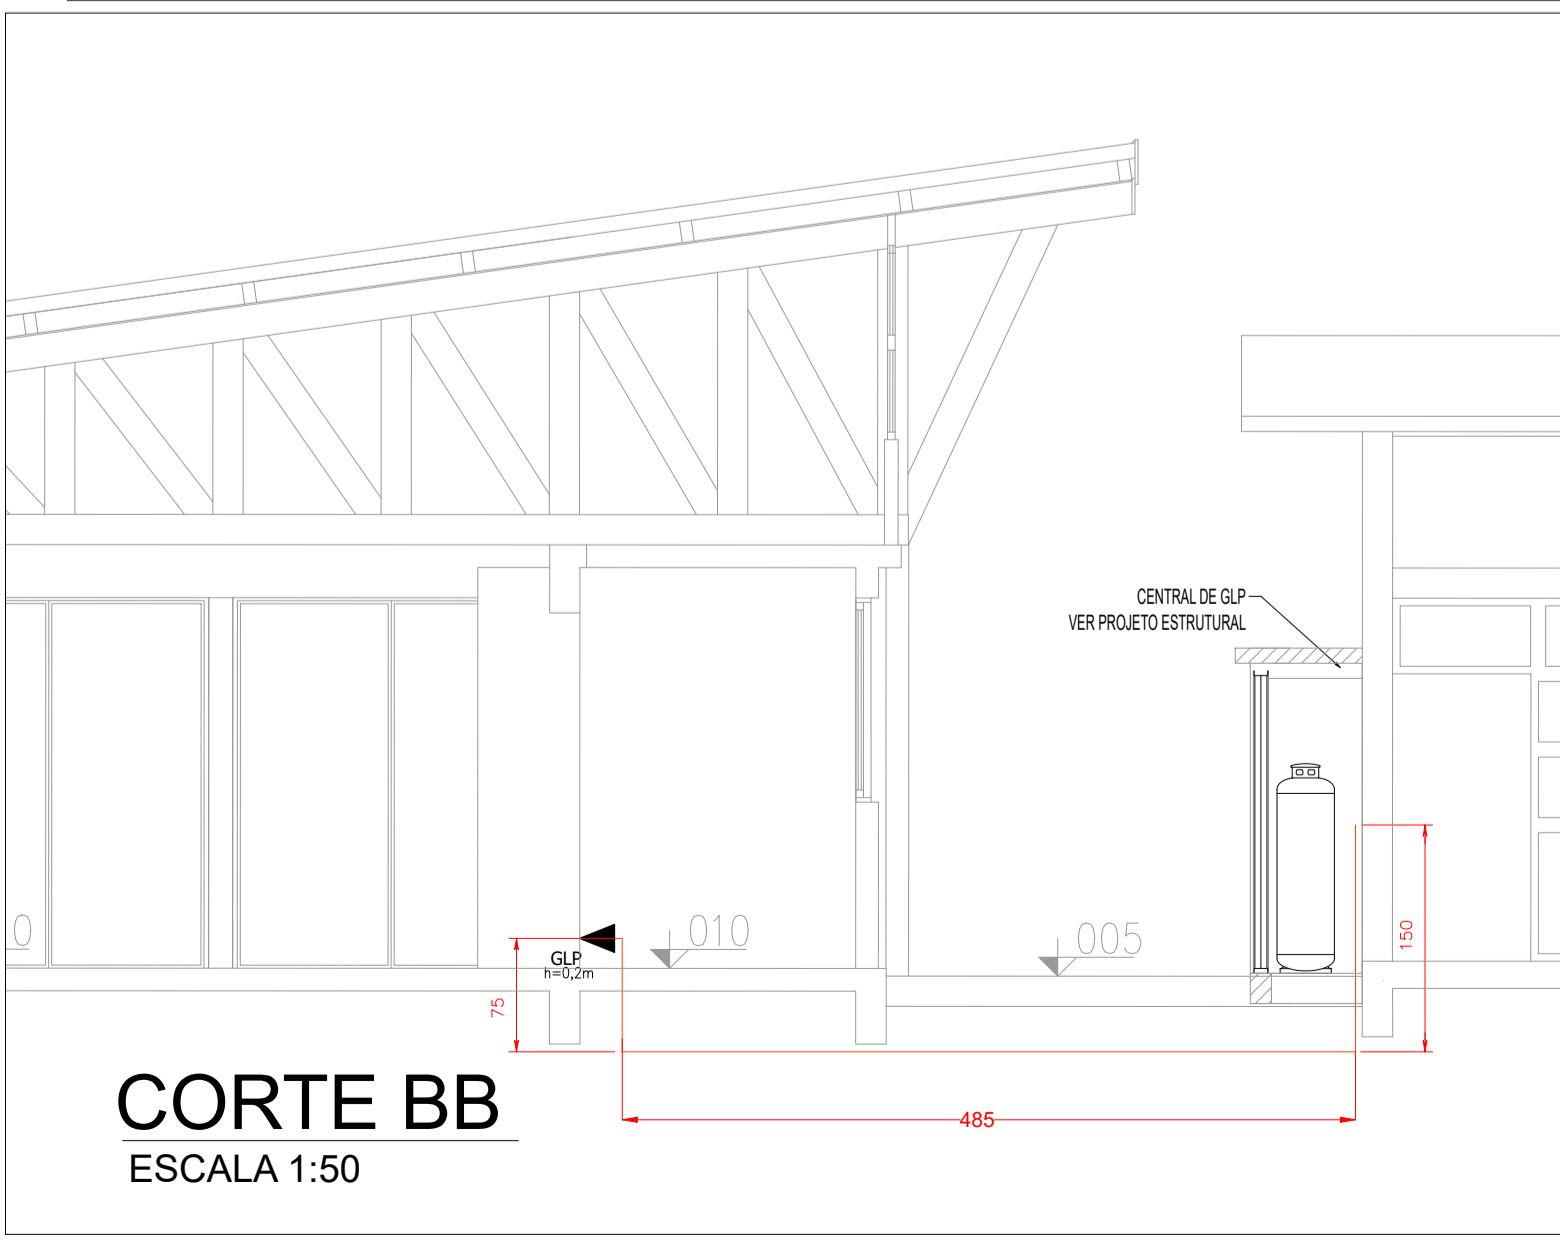 CENTRAL DE GLP
VER PROJETO ESTRUTURAL
0
010
005
150
GLP
h=0,2m
75
485
CORTE BB
ESCALA 1:50